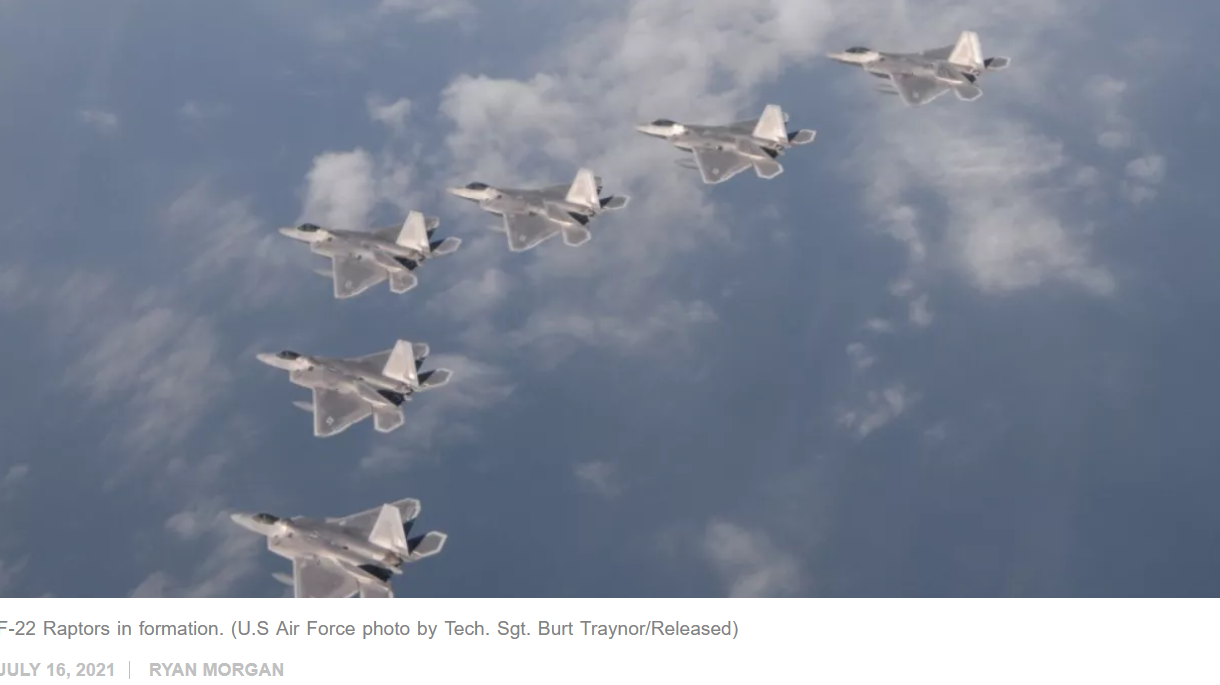 F-22 Raptors in formation. (U.S Air Force photo by Tech. Sgt. Burt Traynor/Released)
JULY 16, 2021 | RYAN MORGAN